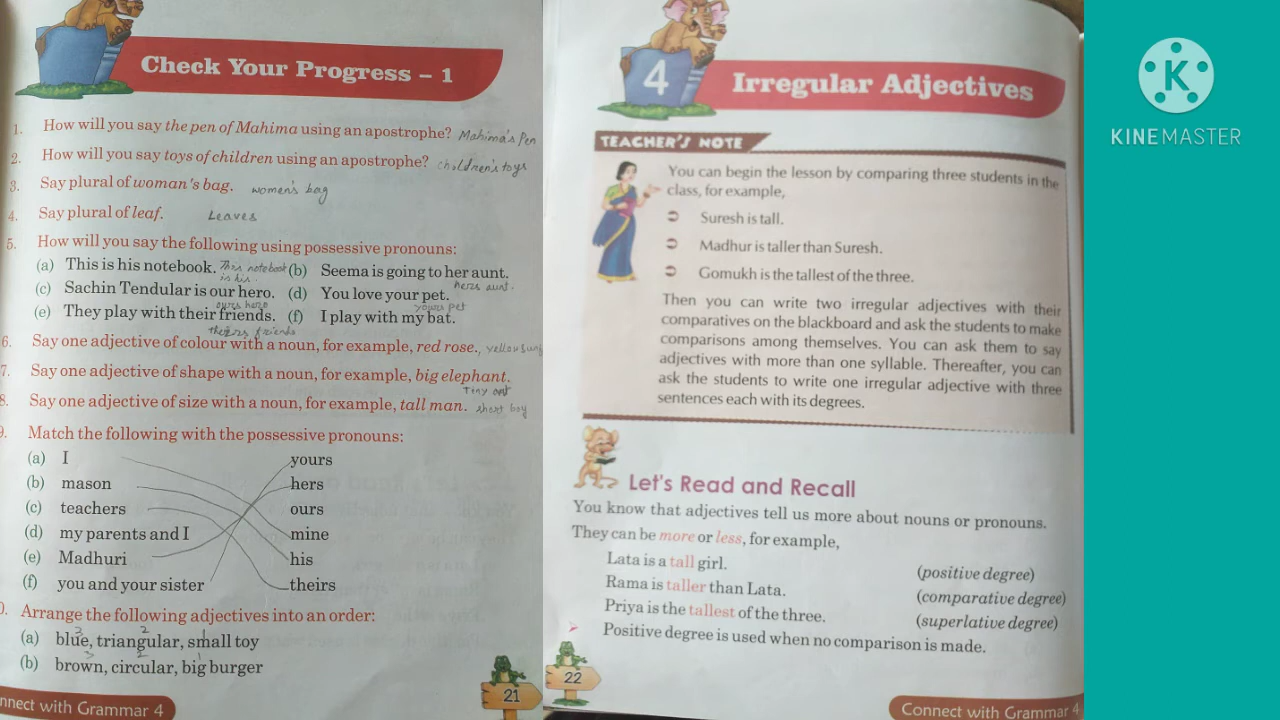 Check Your Progress – 1
1. How will you say the pen of Mahima using an apostrophe? Mahima's Pen
2. How will you say toys of children using an apostrophe? children's toys
3. Say plural of woman's bag. women's bag
4. Say plural of leaf. Leaves
5. How will you say the following using possessive pronouns:
(a) This is his notebook. This notebook is his. (b) Seema is going to her aunt. hers aunt.
(c) Sachin Tendular is our hero. ours hero (d) You love your pet. yours pet
(e) They play with their friends. theirs friends (f) I play with my bat.
6. Say one adjective of colour with a noun, for example, red rose., yellow
7. Say one adjective of shape with a noun, for example, big elephant.
Tiny ant
8. Say one adjective of size with a noun, for example, tall man. short boy
9. Match the following with the possessive pronouns:
(a) I yours
(b) mason hers
(c) teachers ours
(d) my parents and I mine
(e) Madhuri his
(f) you and your sister theirs
0. Arrange the following adjectives into an order:
3 2 1
(a) blue, triangular, small toy
3 2 1
(b) brown, circular, big burger
21
nnect with Grammar 4
4 Irregular Adjectives
TEACHER'S NOTE
You can begin the lesson by comparing three students in the
class, for example,
Suresh is tall.
Madhur is taller than Suresh.
Gomukh is the tallest of the three.
Then you can write two irregular adjectives with their
comparatives on the blackboard and ask the students to make
comparisons among themselves. You can ask them to say
adjectives with more than one syllable. Thereafter, you can
ask the students to write one irregular adjective with three
sentences each with its degrees.
Let's Read and Recall
You know that adjectives tell us more about nouns or pronouns.
They can be more or less, for example,
Lata is a tall girl. (positive degree)
Rama is taller than Lata. (comparative degree)
Priya is the tallest of the three. (superlative degree)
Positive degree is used when no comparison is made.
22
Connect with Grammar 4
K
KINEMASTER